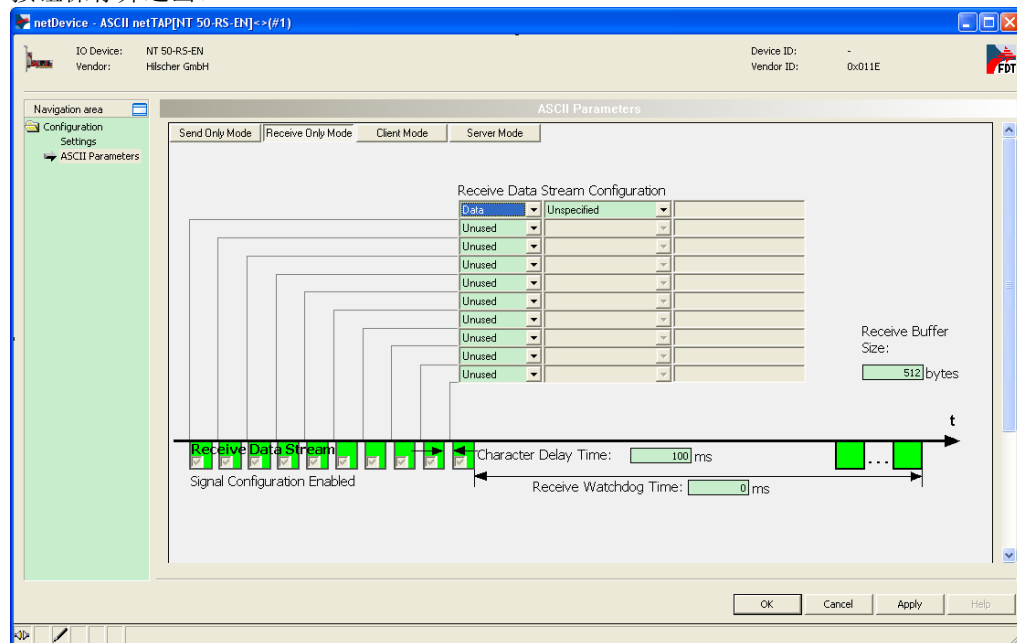 netDevice - ASCII netTAP[NT 50-RS-EN]<>(#1)
IO Device: NT 50-RS-EN
Vendor: Hilscher GmbH
Device ID: -
Vendor ID: 0x011E
FDT
Navigation area
Configuration
Settings
ASCII Parameters
ASCII Parameters
Send Only Mode Receive Only Mode Client Mode Server Mode
Receive Data Stream Configuration
Data Unspecified
Unused
Unused
Unused
Unused
Unused
Unused
Unused
Unused
Unused
Receive Buffer
Size:
512 bytes
t
Receive Data Stream
Character Delay Time: 100 ms
...
Signal Configuration Enabled
Receive Watchdog Time: 0 ms
OK Cancel Apply Help